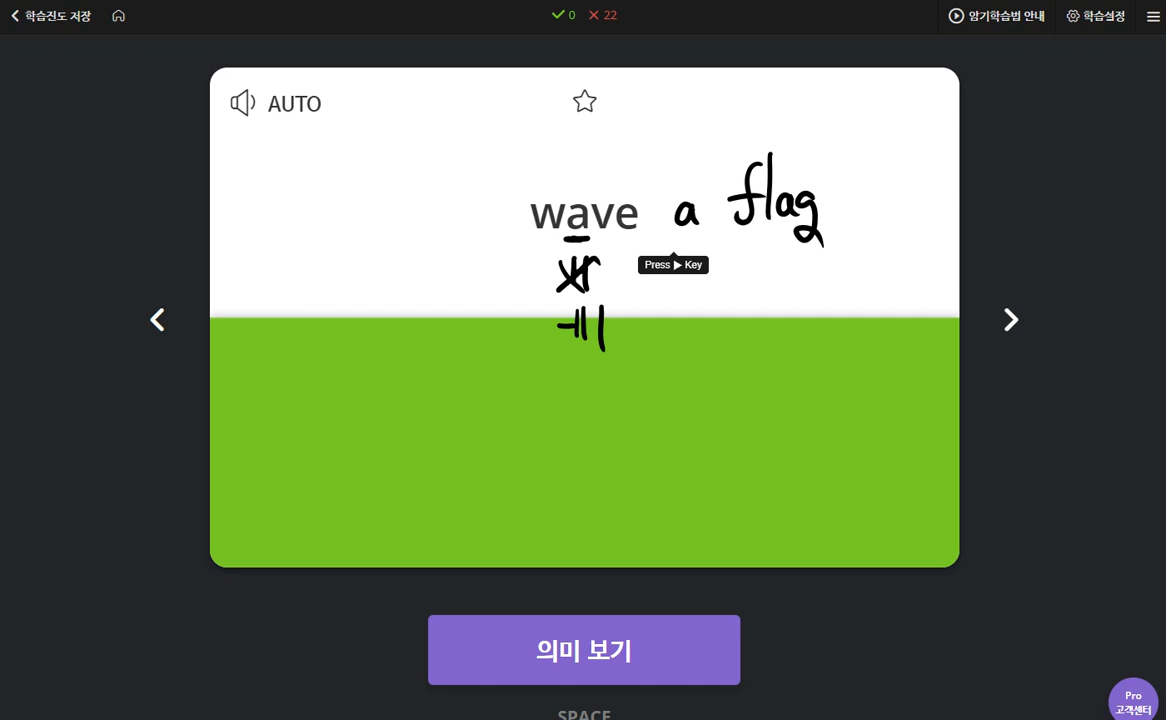 학습진도 저장 0 22 암기학습법 안내 학습설정
AUTO
wave a flag
Press ▶ Key
ㅔㅣ
의미 보기
SPACE
Pro
고객센터